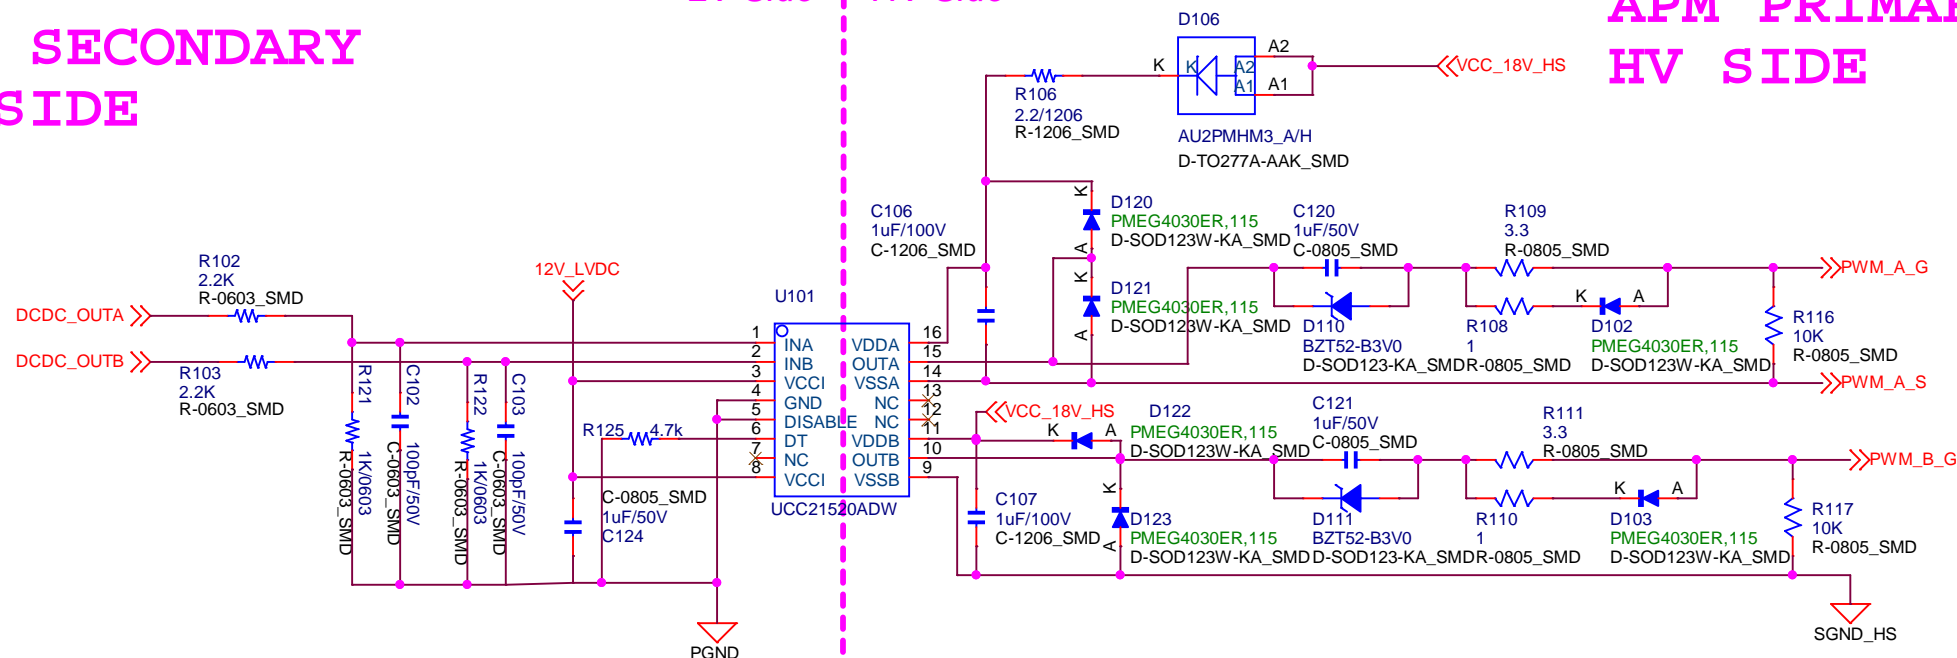 SECONDARY
SIDE
LV Side
HV Side
APM PRIMAR
HV SIDE
D106
K
K
A2
A1
A2
A1
VCC_18V_HS
R106
2.2/1206
R-1206_SMD
AU2PMHM3_A/H
D-TO277A-AAK_SMD
C106
1uF/100V
C-1206_SMD
K
D120
PMEG4030ER,115
D-SOD123W-KA_SMD
A
K
D121
PMEG4030ER,115
D-SOD123W-KA_SMD
A
C120
1uF/50V
C-0805_SMD
D110
BZT52-B3V0
D-SOD123-KA_SMD
R109
3.3
R-0805_SMD
R108
1
R-0805_SMD
K
A
D102
PMEG4030ER,115
D-SOD123W-KA_SMD
R116
10K
R-0805_SMD
PWM_A_G
PWM_A_S
R102
2.2K
R-0603_SMD
DCDC_OUTA
DCDC_OUTB
R103
2.2K
R-0603_SMD
12V_LVDC
R121
1K/0603
R-0603_SMD
C102
100pF/50V
C-0603_SMD
R122
1K/0603
R-0603_SMD
C103
100pF/50V
C-0603_SMD
R125
4.7k
C-0805_SMD
1uF/50V
C124
PGND
U101
1
INA
2
INB
3
VCCI
4
GND
5
DISABLE
6
DT
7
NC
8
VCCI
VDDA
16
OUTA
15
VSSA
14
NC
13
NC
12
VDDB
11
OUTB
10
VSSB
9
UCC21520ADW
VCC_18V_HS
K
A
D122
PMEG4030ER,115
D-SOD123W-KA_SMD
C107
1uF/100V
C-1206_SMD
K
A
D123
PMEG4030ER,115
D-SOD123W-KA_SMD
C121
1uF/50V
C-0805_SMD
D111
BZT52-B3V0
D-SOD123-KA_SMD
R111
3.3
R-0805_SMD
R110
1
R-0805_SMD
K
A
D103
PMEG4030ER,115
D-SOD123W-KA_SMD
R117
10K
R-0805_SMD
PWM_B_G
SGND_HS